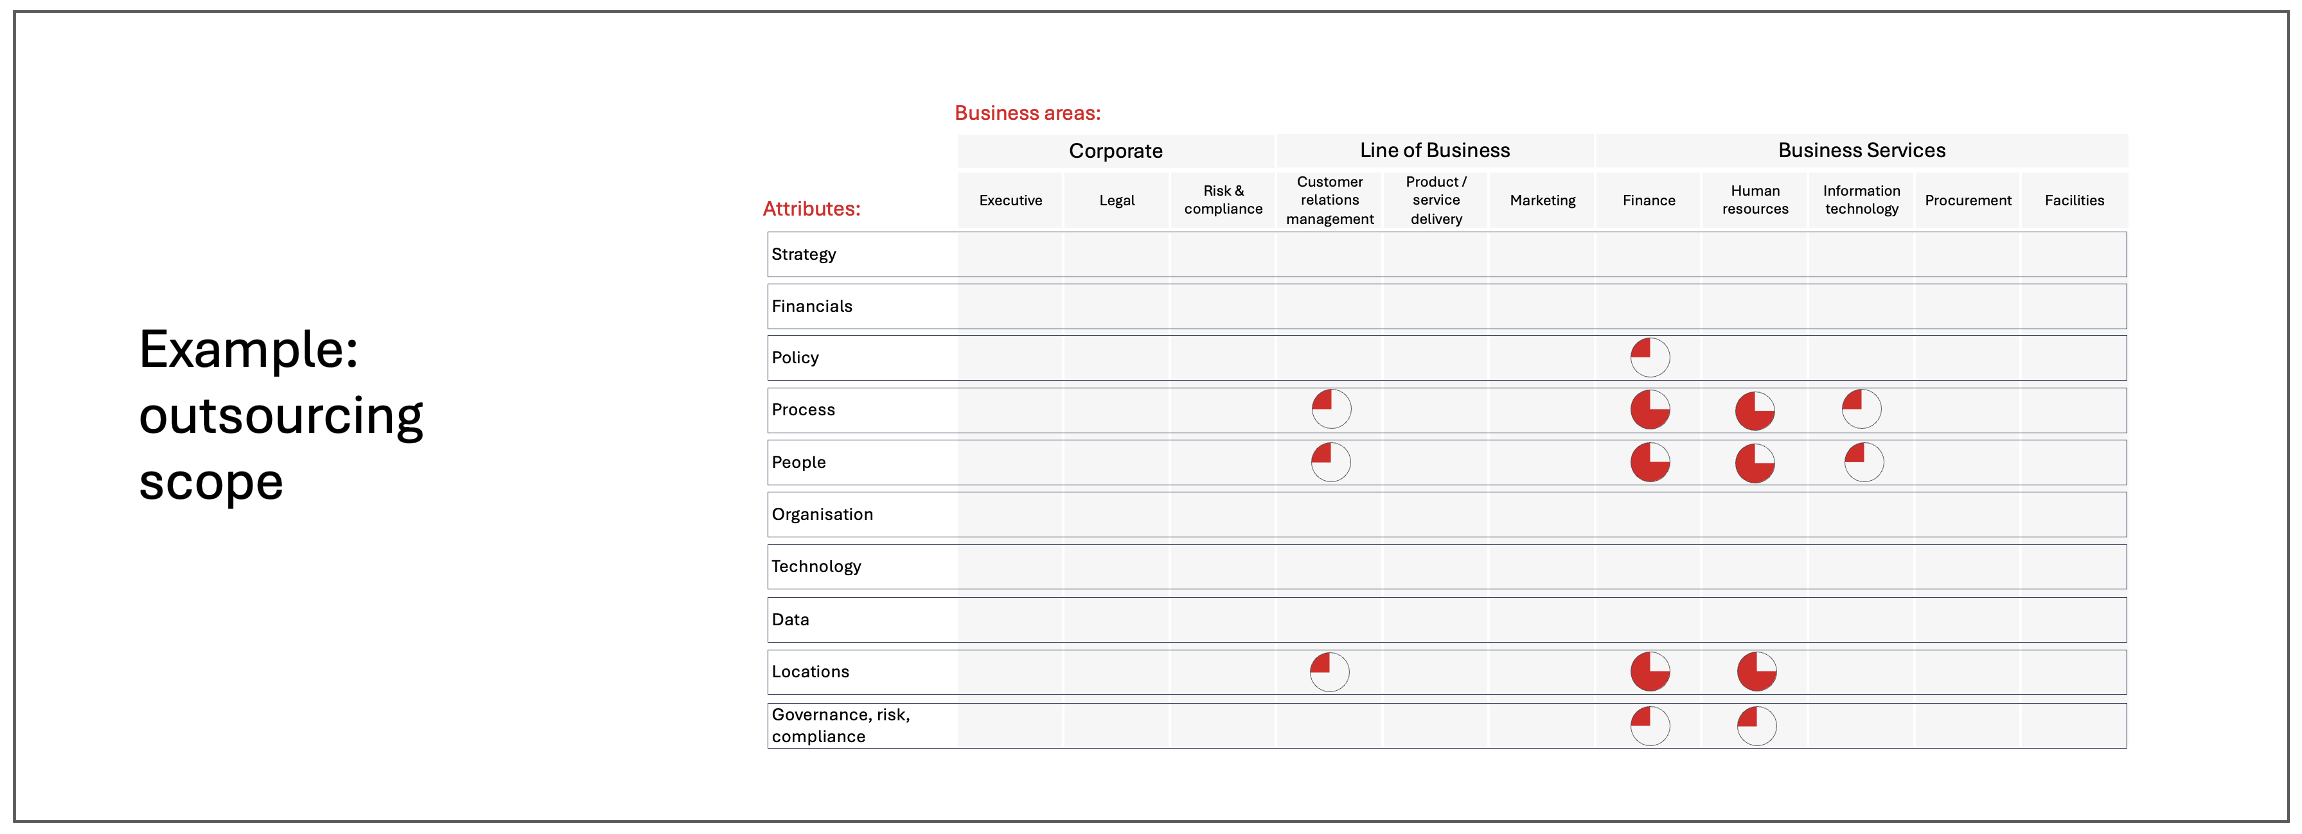 Example:
outsourcing
scope
Business areas:
Corporate
Line of Business
Business Services
Attributes:
Executive
Legal
Risk &
compliance
Customer
relations
management
Product /
service
delivery
Marketing
Finance
Human
resources
Information
technology
Procurement
Facilities
Strategy
Financials
Policy
Process
People
Organisation
Technology
Data
Locations
Governance, risk,
compliance